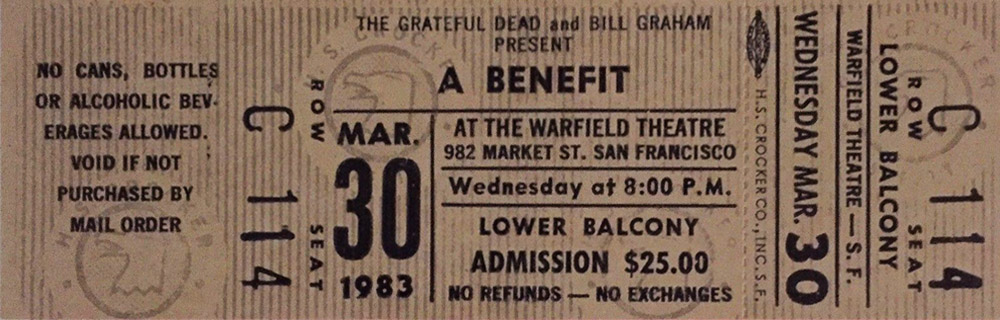 NO CANS, BOTTLES
OR ALCOHOLIC BEV-
ERAGES ALLOWED.
VOID IF NOT
PURCHASED BY
MAIL ORDER
ROW C
SEAT 114
THE GRATEFUL DEAD and BILL GRAHAM
PRESENT
A BENEFIT
MAR.
30
1983
AT THE WARFIELD THEATRE
982 MARKET ST. SAN FRANCISCO
Wednesday at 8:00 P.M.
LOWER BALCONY
ADMISSION $25.00
NO REFUNDS — NO EXCHANGES
H.S. CROCKER CO., INC. S.F.
WEDNESDAY MAR. 30
WARFIELD THEATRE — S. F.
LOWER BALCONY
ROW C
SEAT 114